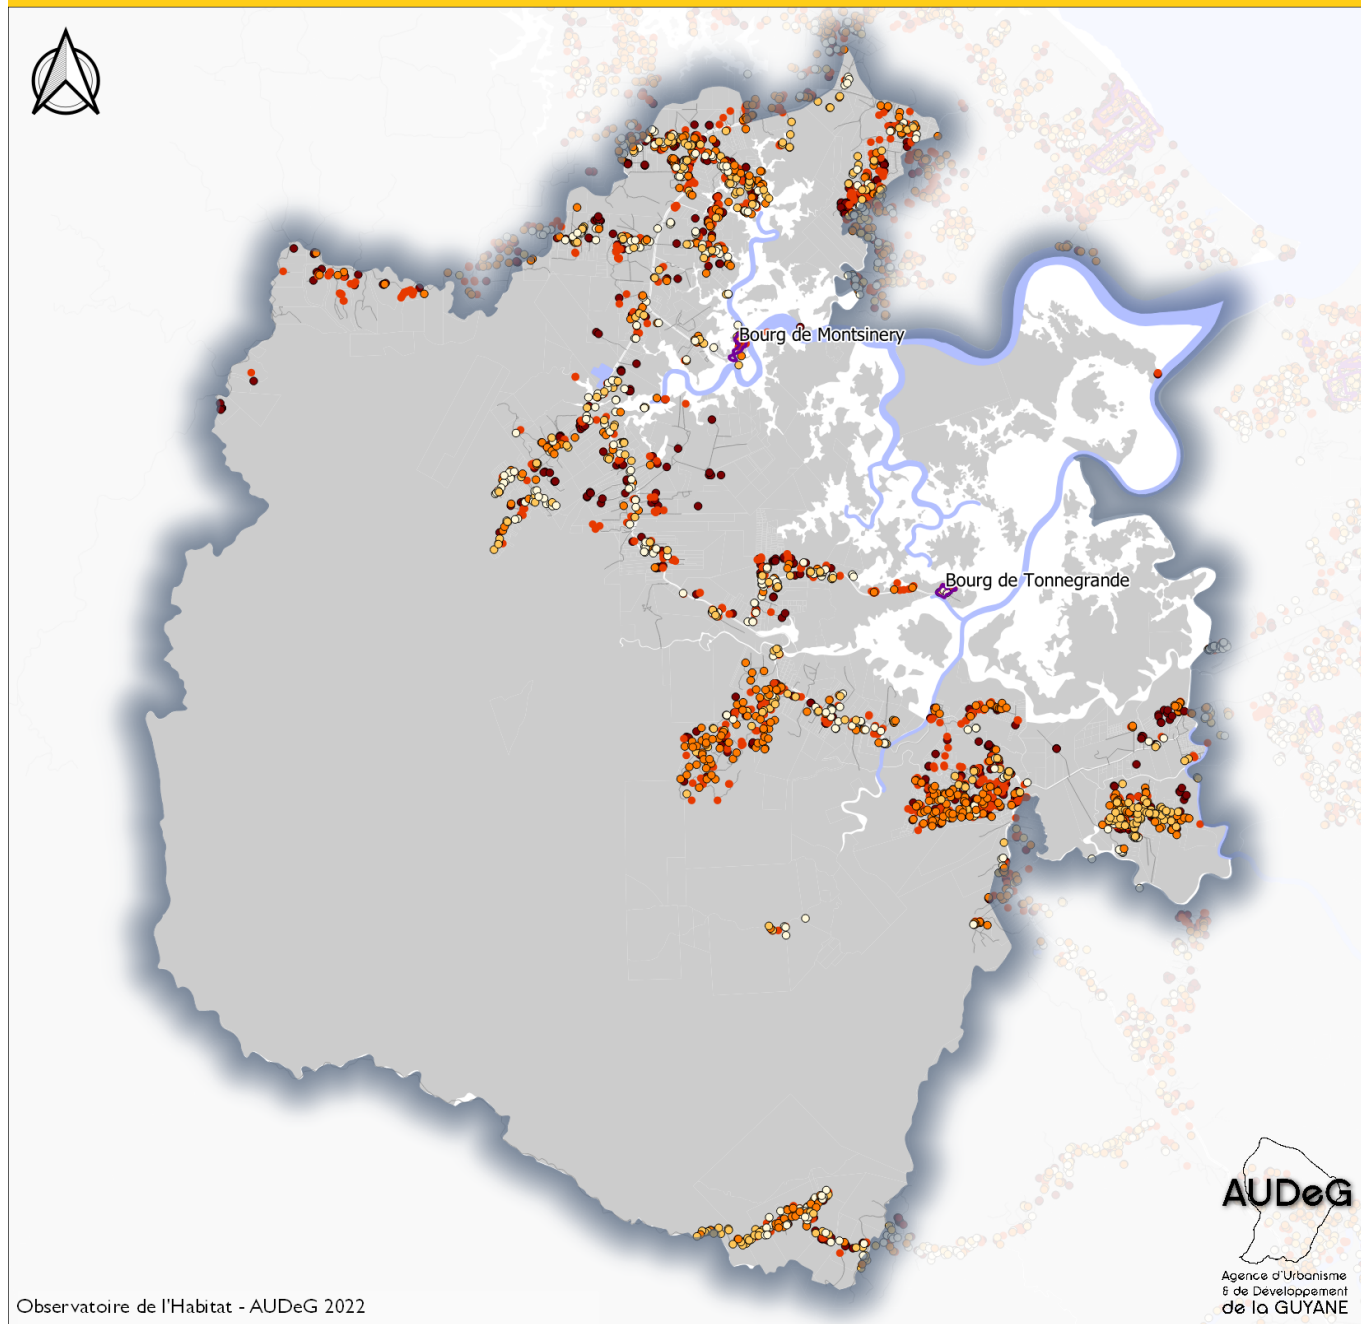 Bourg de Montsinery
Bourg de Tonnegrande
AUDeG
Agence d'Urbanisme
& de Développement
de la GUYANE
Observatoire de l'Habitat - AUDeG 2022